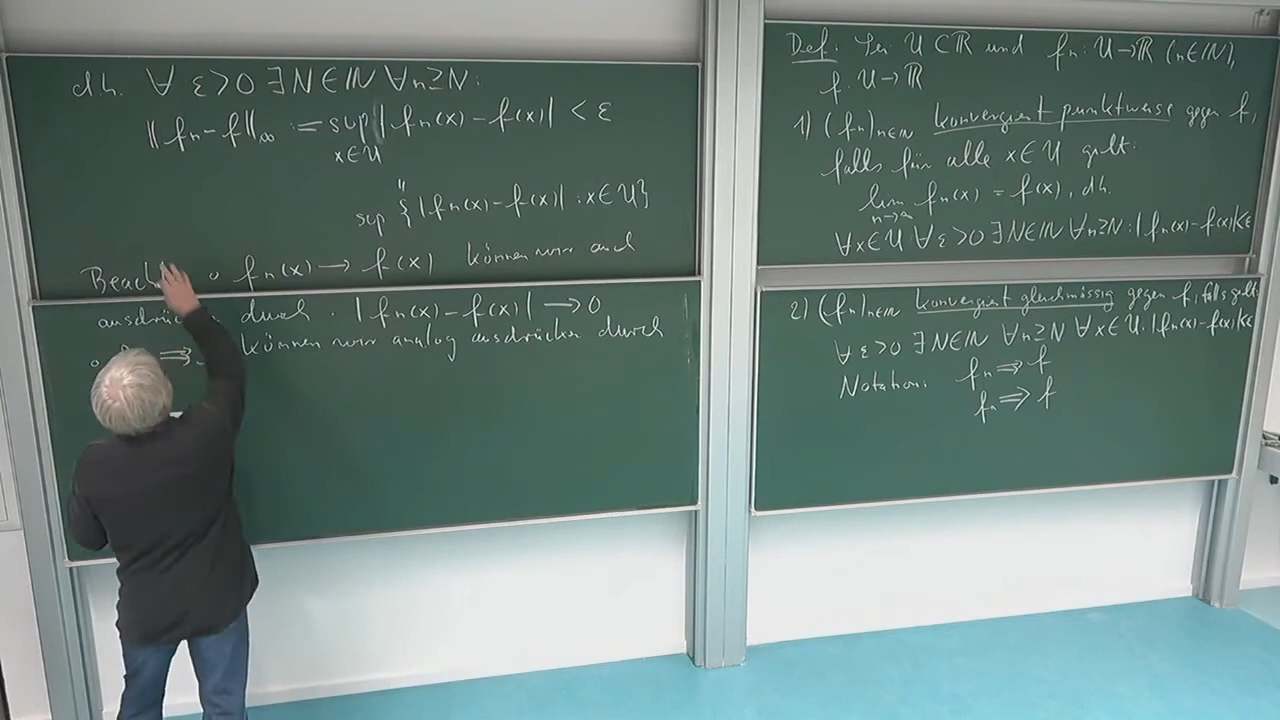 d.h. ∀ ε>0 ∃N∈ℕ ∀n≥N:
‖fn-f‖∞ := sup |fn(x)-f(x)| < ε
x∈U
"
sup {|fn(x)-f(x)| : x∈U}
fn(x) → f(x) können wir auch
durch |fn(x)-f(x)| → 0
können wir analog ausdrücken durch
Def: Sei U⊂ℝ und fn: U→ℝ (n∈ℕ),
f: U→ℝ
1) (fn)n∈ℕ konvergiert punktweise gegen f,
falls für alle x∈U gilt:
lim fn(x) = f(x), d.h.
n→∞
∀x∈U ∀ε>0 ∃N∈ℕ ∀n≥N: |fn(x)-f(x)|<ε
2) (fn)n∈ℕ konvergiert gleichmässig gegen f, falls gilt:
∀ε>0 ∃N∈ℕ ∀n≥N ∀x∈U: |fn(x)-f(x)|<ε
Notation: fn ⇒ f
fn ⇒ f